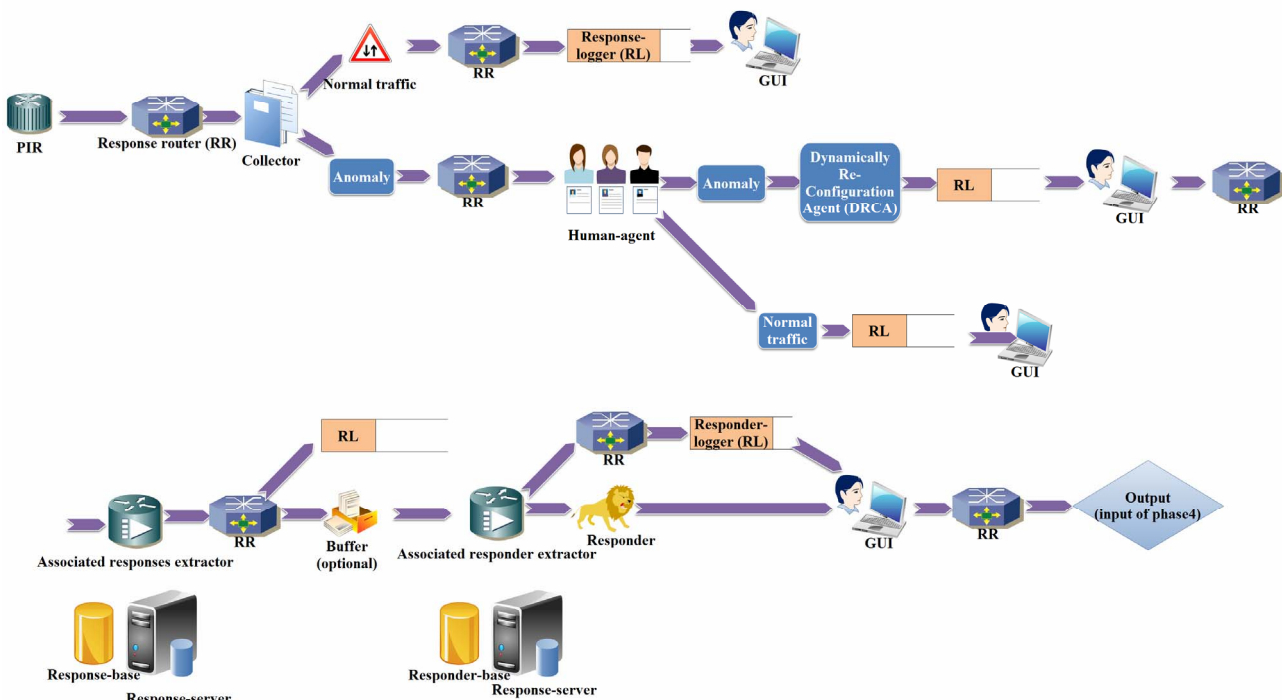 Response-
logger (RL)
GUI
Normal traffic
RR
PIR
Response router (RR)
Collector
Anomaly
RR
Human-agent
Anomaly
Dynamically
Re-
Configuration
Agent (DRCA)
RL
GUI
RR
Normal
traffic
RL
GUI
RL
Responder-
logger (RL)
RR
Associated responses extractor
RR
Buffer
(optional)
Associated responder extractor
Responder
GUI
RR
Output
(input of phase4)
Response-base
Response-server
Responder-base
Response-server